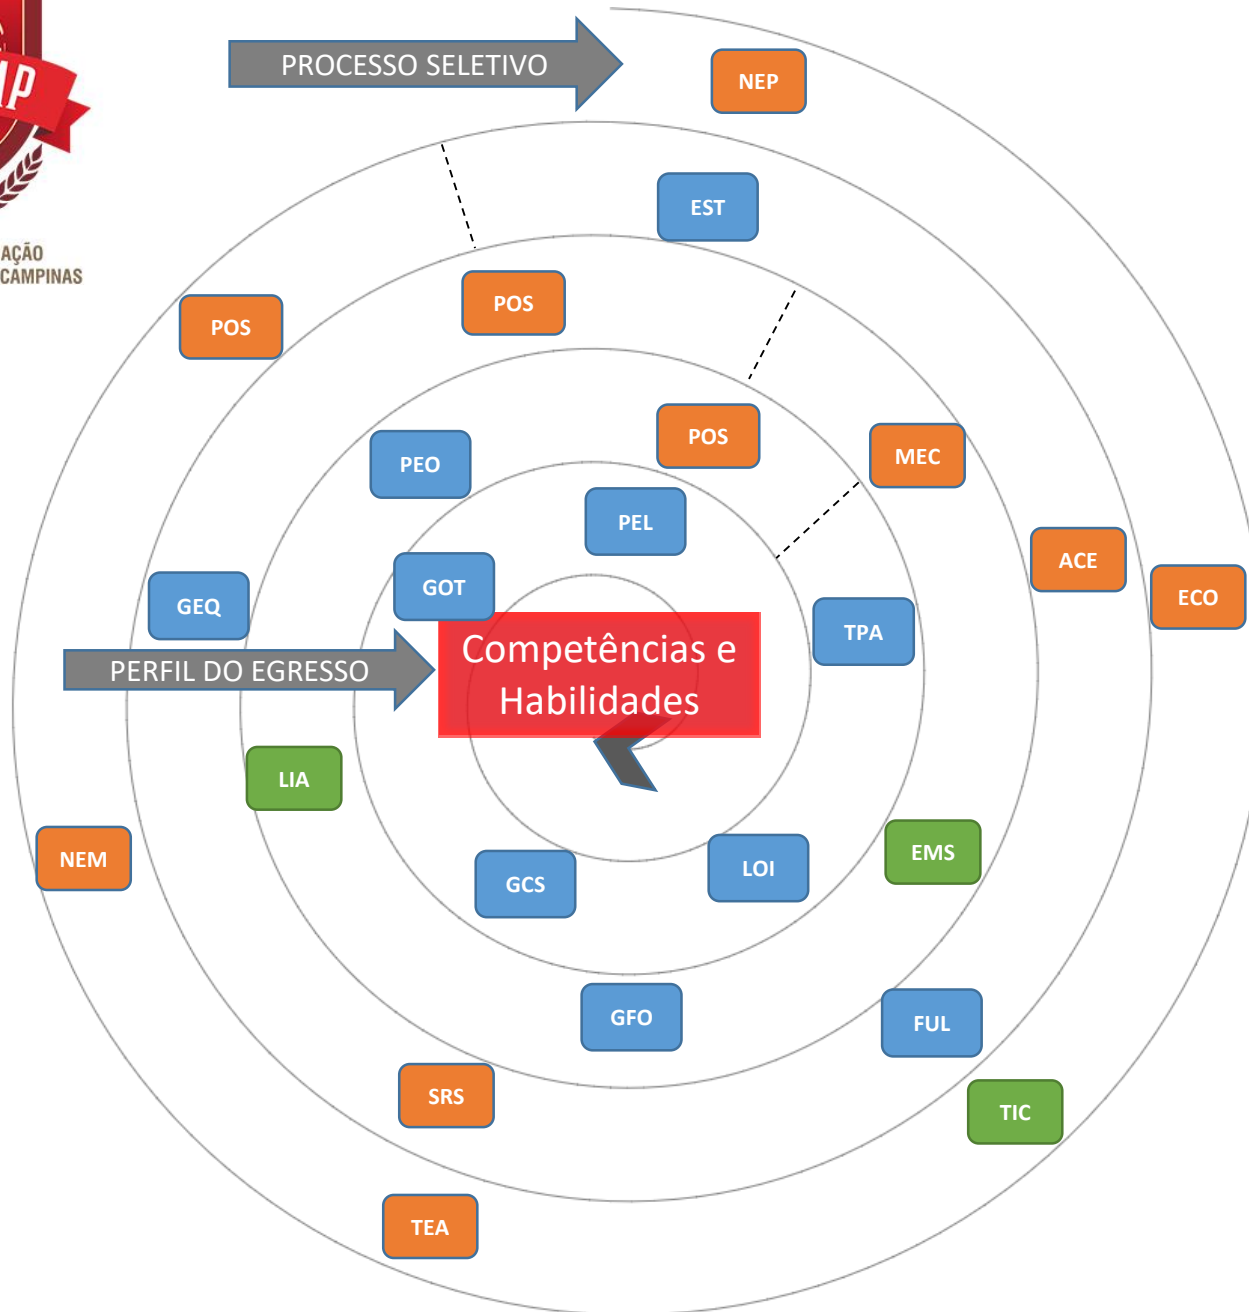 MP
PROCESSO SELETIVO
NEP
EST
AÇÃO
CAMPINAS
POS
POS
POS
MEC
PEO
PEL
ACE
GOT
GEQ
ECO
TPA
Competências e
Habilidades
PERFIL DO EGRESSO
LIA
EMS
NEM
LOI
GCS
GFO
FUL
SRS
TIC
TEA